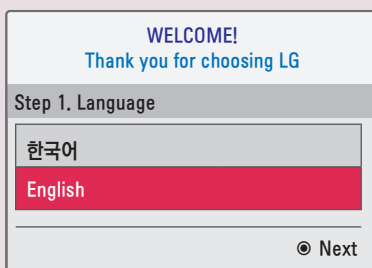 WELCOME!
Thank you for choosing LG
Step 1. Language
한국어
English
◉ Next